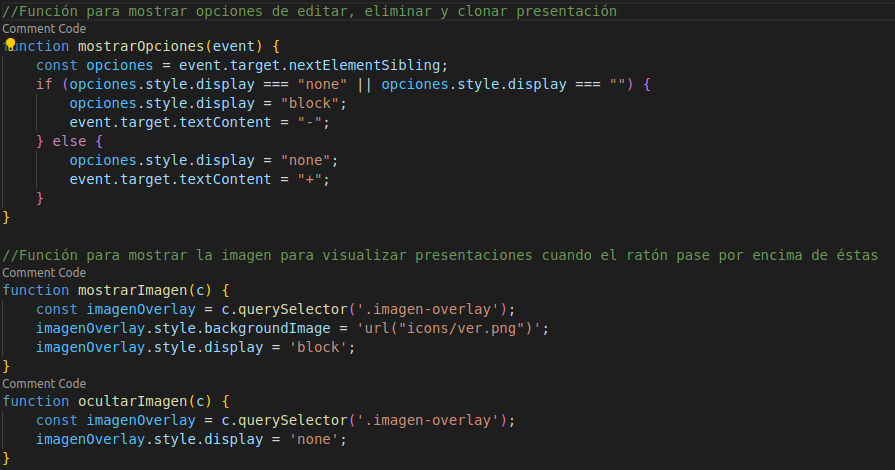 //Función para mostrar opciones de editar, eliminar y clonar presentación
Comment Code
function mostrarOpciones(event) {
    const opciones = event.target.nextElementSibling;
    if (opciones.style.display === "none" || opciones.style.display === "") {
        opciones.style.display = "block";
        event.target.textContent = "-";
    } else {
        opciones.style.display = "none";
        event.target.textContent = "+";
    }
}

//Función para mostrar la imagen para visualizar presentaciones cuando el ratón pase por encima de éstas
Comment Code
function mostrarImagen(c) {
    const imagenOverlay = c.querySelector('.imagen-overlay');
    imagenOverlay.style.backgroundImage = 'url("icons/ver.png")';
    imagenOverlay.style.display = 'block';
}
Comment Code
function ocultarImagen(c) {
    const imagenOverlay = c.querySelector('.imagen-overlay');
    imagenOverlay.style.display = 'none';
}